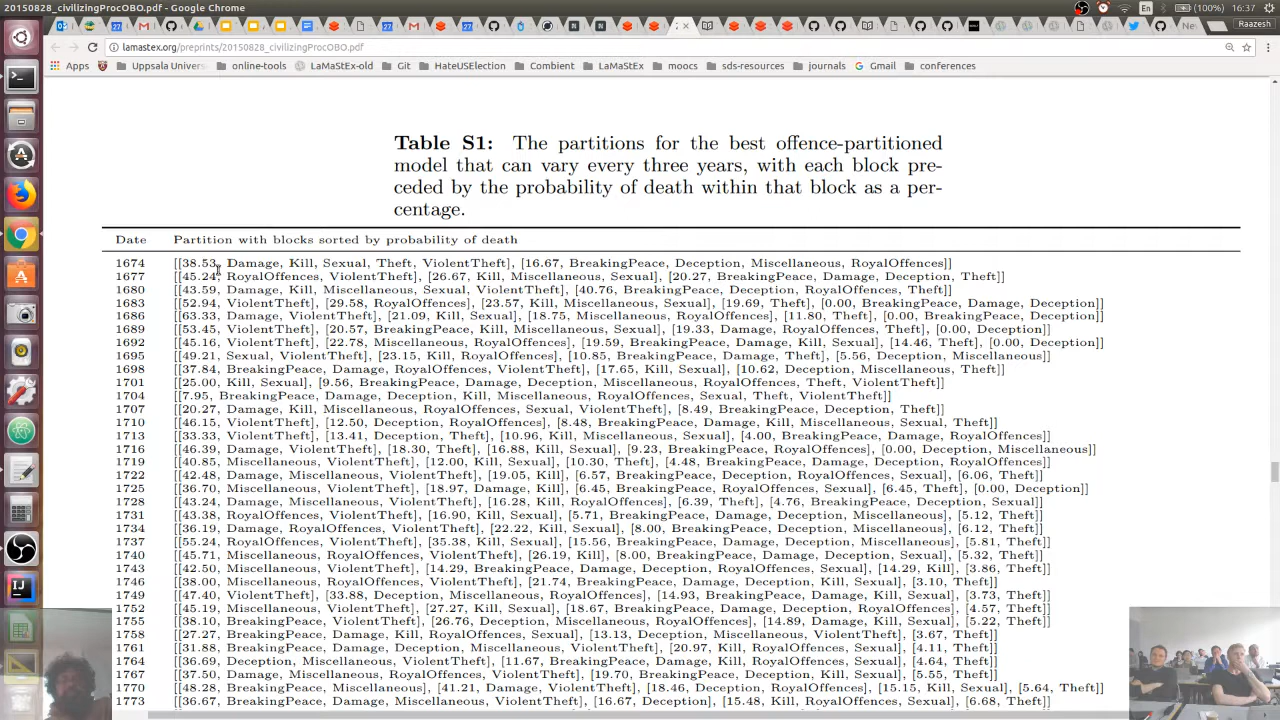 20150828_civilizingProcOBO.pdf - Google Chrome
(100%)
16:37
Raazesh
lamastex.org/preprints/20150828_civilizingProcOBO.pdf
Apps
Uppsala Univers
online-tools
LaMaStEx-old
Git
HateUSElection
Combient
LaMaStEx
moocs
sds-resources
journals
Gmail
conferences
Table S1: The partitions for the best offence-partitioned
model that can vary every three years, with each block pre-
ceded by the probability of death within that block as a per-
centage.
Date Partition with blocks sorted by probability of death
1674 [[38.53, Damage, Kill, Sexual, Theft, ViolentTheft], [16.67, BreakingPeace, Deception, Miscellaneous, RoyalOffences]]
1677 [[45.24, RoyalOffences, ViolentTheft], [26.67, Kill, Miscellaneous, Sexual], [20.27, BreakingPeace, Damage, Deception, Theft]]
1680 [[43.59, Damage, Kill, Miscellaneous, Sexual, ViolentTheft], [40.76, BreakingPeace, Deception, RoyalOffences, Theft]]
1683 [[52.94, ViolentTheft], [29.58, RoyalOffences], [23.57, Kill, Miscellaneous, Sexual], [19.69, Theft], [0.00, BreakingPeace, Damage, Deception]]
1686 [[63.33, Damage, ViolentTheft], [21.09, Kill, Sexual], [18.75, Miscellaneous, RoyalOffences], [11.80, Theft], [0.00, BreakingPeace, Deception]]
1689 [[53.45, ViolentTheft], [20.57, BreakingPeace, Kill, Miscellaneous, Sexual], [19.33, Damage, RoyalOffences, Theft], [0.00, Deception]]
1692 [[45.16, ViolentTheft], [22.78, Miscellaneous, RoyalOffences], [19.59, BreakingPeace, Damage, Kill, Sexual], [14.46, Theft], [0.00, Deception]]
1695 [[49.21, Sexual, ViolentTheft], [23.15, Kill, RoyalOffences], [10.85, BreakingPeace, Damage, Theft], [5.56, Deception, Miscellaneous]]
1698 [[37.84, BreakingPeace, Damage, RoyalOffences, ViolentTheft], [17.65, Kill, Sexual], [10.62, Deception, Miscellaneous, Theft]]
1701 [[25.00, Kill, Sexual], [9.56, BreakingPeace, Damage, Deception, Miscellaneous, RoyalOffences, Theft, ViolentTheft]]
1704 [[7.95, BreakingPeace, Damage, Deception, Kill, Miscellaneous, RoyalOffences, Sexual, Theft, ViolentTheft]]
1707 [[20.27, Damage, Kill, Miscellaneous, RoyalOffences, Sexual, ViolentTheft], [8.49, BreakingPeace, Deception, Theft]]
1710 [[46.15, ViolentTheft], [12.50, Deception, RoyalOffences], [8.48, BreakingPeace, Damage, Kill, Miscellaneous, Sexual, Theft]]
1713 [[33.33, ViolentTheft], [13.41, Deception, Theft], [10.96, Kill, Miscellaneous, Sexual], [4.00, BreakingPeace, Damage, RoyalOffences]]
1716 [[46.39, Damage, ViolentTheft], [18.30, Theft], [16.88, Kill, Sexual], [9.23, BreakingPeace, RoyalOffences], [0.00, Deception, Miscellaneous]]
1719 [[40.85, Miscellaneous, ViolentTheft], [12.00, Kill, Sexual], [10.30, Theft], [4.48, BreakingPeace, Damage, Deception, RoyalOffences]]
1722 [[42.48, Damage, Miscellaneous, ViolentTheft], [19.05, Kill], [6.57, BreakingPeace, Deception, RoyalOffences, Sexual], [6.06, Theft]]
1725 [[36.70, Miscellaneous, ViolentTheft], [18.97, Damage, Kill], [6.45, BreakingPeace, RoyalOffences, Sexual], [6.45, Theft], [0.00, Deception]]
1728 [[43.24, Damage, Miscellaneous, ViolentTheft], [16.28, Kill, RoyalOffences], [6.39, Theft], [4.76, BreakingPeace, Deception, Sexual]]
1731 [[43.38, RoyalOffences, ViolentTheft], [16.90, Kill, Sexual], [5.71, BreakingPeace, Damage, Deception, Miscellaneous], [5.12, Theft]]
1734 [[36.19, Damage, RoyalOffences, ViolentTheft], [22.22, Kill, Sexual], [8.00, BreakingPeace, Deception, Miscellaneous], [6.12, Theft]]
1737 [[55.24, RoyalOffences, ViolentTheft], [35.38, Kill, Sexual], [15.56, BreakingPeace, Damage, Deception, Miscellaneous], [5.81, Theft]]
1740 [[45.71, Miscellaneous, RoyalOffences, ViolentTheft], [26.19, Kill], [8.00, BreakingPeace, Damage, Deception, Sexual], [5.32, Theft]]
1743 [[42.50, Miscellaneous, ViolentTheft], [14.29, BreakingPeace, Damage, Deception, RoyalOffences, Sexual], [14.29, Kill], [3.86, Theft]]
1746 [[38.00, Miscellaneous, RoyalOffences, ViolentTheft], [21.74, BreakingPeace, Damage, Deception, Kill, Sexual], [3.10, Theft]]
1749 [[47.40, ViolentTheft], [33.88, Deception, Miscellaneous, RoyalOffences], [14.93, BreakingPeace, Damage, Kill, Sexual], [3.73, Theft]]
1752 [[45.19, Miscellaneous, ViolentTheft], [27.27, Kill, Sexual], [18.67, BreakingPeace, Damage, Deception, RoyalOffences], [4.57, Theft]]
1755 [[38.10, BreakingPeace, ViolentTheft], [26.76, Deception, Miscellaneous, RoyalOffences], [14.89, Damage, Kill, Sexual], [5.22, Theft]]
1758 [[27.27, BreakingPeace, Damage, Kill, RoyalOffences, Sexual], [13.13, Deception, Miscellaneous, ViolentTheft], [3.67, Theft]]
1761 [[31.88, BreakingPeace, Damage, Deception, Miscellaneous, ViolentTheft], [20.97, Kill, RoyalOffences, Sexual], [4.11, Theft]]
1764 [[36.69, Deception, Miscellaneous, ViolentTheft], [11.67, BreakingPeace, Damage, Kill, RoyalOffences, Sexual], [4.64, Theft]]
1767 [[37.50, Damage, Miscellaneous, RoyalOffences, ViolentTheft], [19.70, BreakingPeace, Deception, Kill, Sexual], [5.55, Theft]]
1770 [[48.28, BreakingPeace, Miscellaneous], [41.21, Damage, ViolentTheft], [18.46, Deception, RoyalOffences], [15.15, Kill, Sexual], [5.64, Theft]]
1773 [[36.67, BreakingPeace, Miscellaneous, ViolentTheft], [16.67, Deception], [15.48, Kill, RoyalOffences, Sexual], [6.68, Theft]]